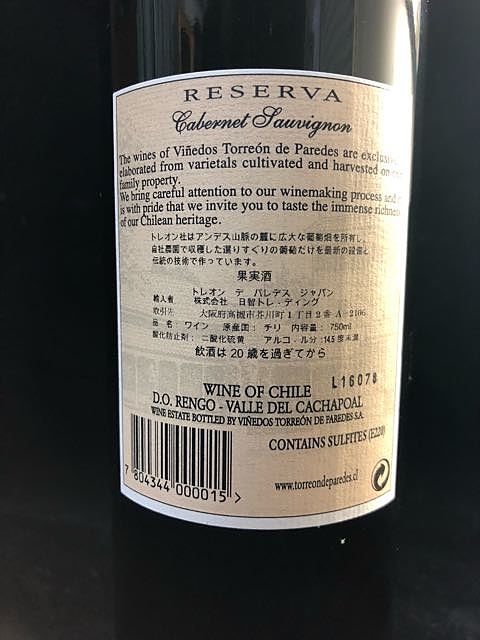 RESERVA
Cabernet Sauvignon
The wines of Viñedos Torreón de Paredes are
elaborated from varietals cultivated and harvested on
family property.
We bring careful attention to our winemaking process and
is with pride that we invite you to taste the immense
of our Chilean heritage.
トレオン社はアンデス山脈の麓に広大な葡萄畑を所有し、
自社農園で収穫した選りすぐりの葡萄だけを最新の設備と
伝統の技術で作っています。
果実酒
トレオン デ パレデス ジャパン
輸入者 株式会社 日智トレ-ディング
取引先 大阪府高槻市芥川町1丁目2番 A-2106
品 名 ワイン 原産国: チリ 内容量: 750ml
酸化防止剤: 二酸化硫黄 アルコ-ル分:14.5度未満
飲酒は20歳を過ぎてから
L16078
WINE OF CHILE
D.O. RENGO - VALLE DEL CACHAPOAL
WINE ESTATE BOTTLED BY VIÑEDOS TORREÓN DE PAREDES S.A.
CONTAINS SULFITES (E220)
7 804344 000015 >
www.torreondeparedes.cl